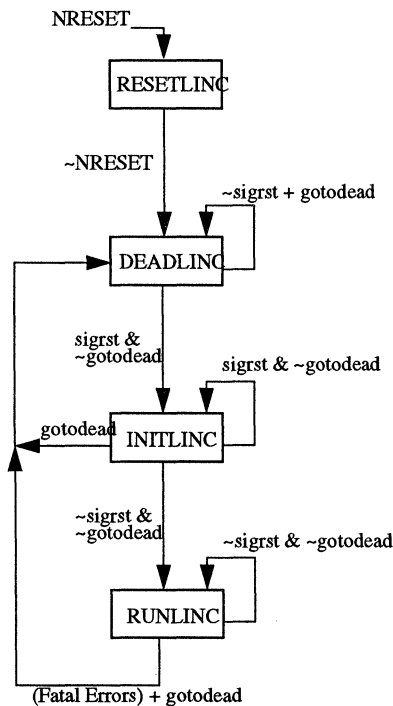 NRESET
RESETLINC
~NRESET
~sigrst + gotodead
DEADLINC
sigrst &
~gotodead
sigrst & ~gotodead
gotodead
INITLINC
~sigrst &
~gotodead
~sigrst & ~gotodead
RUNLINC
(Fatal Errors) + gotodead